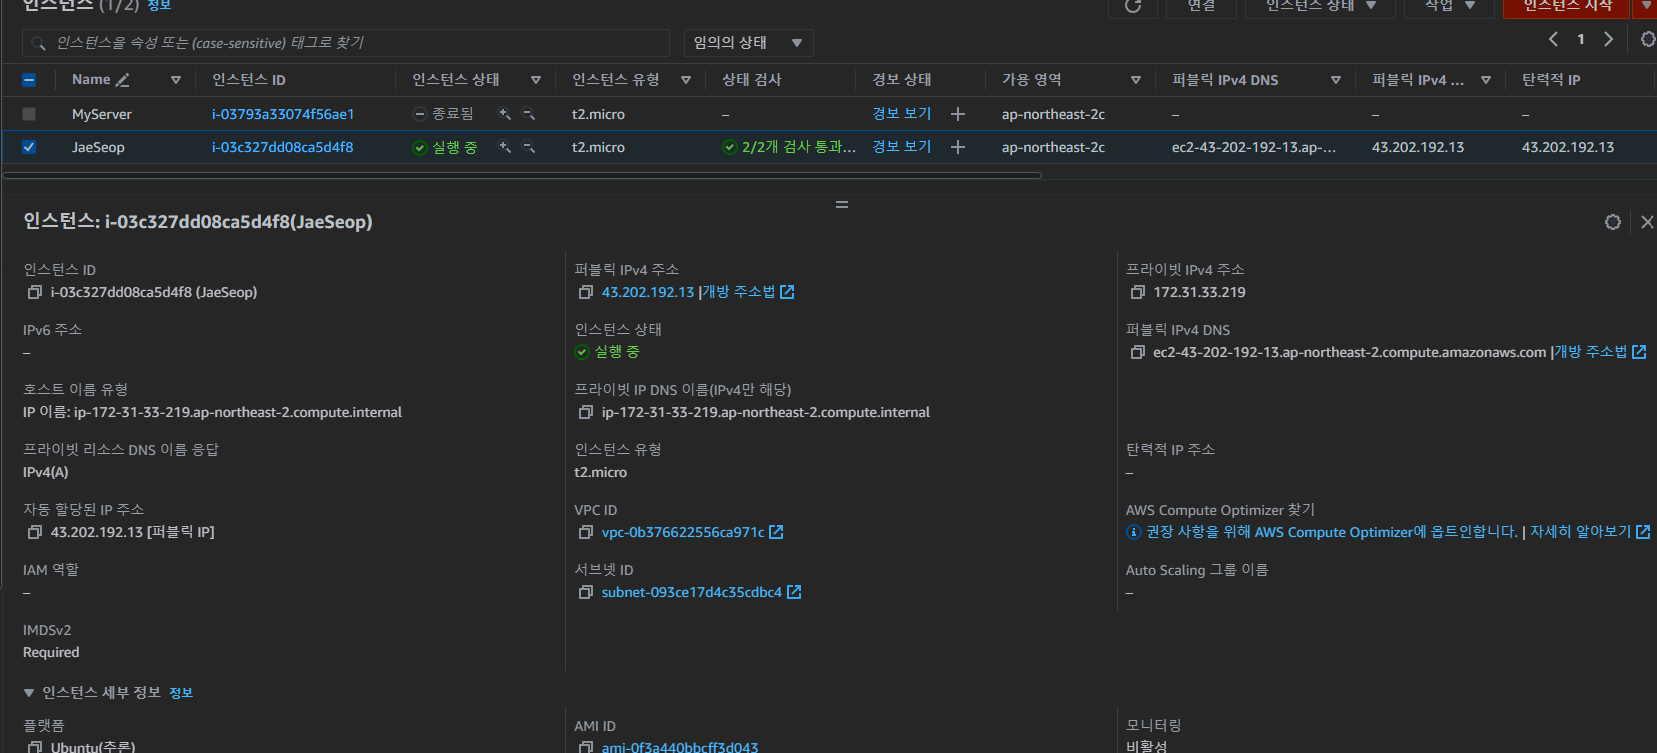 인스턴스 (1/2) 정보
연결 인스턴스 상태 작업 인스턴스 시작
인스턴스을 속성 또는 (case-sensitive) 태그로 찾기 임의의 상태 1
Name 인스턴스 ID 인스턴스 상태 인스턴스 유형 상태 검사 경보 상태 가용 영역 퍼블릭 IPv4 DNS 퍼블릭 IPv4 ... 탄력적 IP
MyServer i-03793a33074f56ae1 종료됨 t2.micro – 경보 보기 + ap-northeast-2c – – –
JaeSeop i-03c327dd08ca5d4f8 실행 중 t2.micro 2/2개 검사 통과... 경보 보기 + ap-northeast-2c ec2-43-202-192-13.ap-... 43.202.192.13 43.202.192.13
인스턴스: i-03c327dd08ca5d4f8(JaeSeop)
인스턴스 ID 퍼블릭 IPv4 주소 프라이빗 IPv4 주소
i-03c327dd08ca5d4f8 (JaeSeop) 43.202.192.13 |개방 주소법 172.31.33.219
IPv6 주소 인스턴스 상태 퍼블릭 IPv4 DNS
– 실행 중 ec2-43-202-192-13.ap-northeast-2.compute.amazonaws.com |개방 주소법
호스트 이름 유형 프라이빗 IP DNS 이름(IPv4만 해당)
IP 이름: ip-172-31-33-219.ap-northeast-2.compute.internal ip-172-31-33-219.ap-northeast-2.compute.internal
프라이빗 리소스 DNS 이름 응답 인스턴스 유형 탄력적 IP 주소
IPv4(A) t2.micro –
자동 할당된 IP 주소 VPC ID AWS Compute Optimizer 찾기
43.202.192.13 [퍼블릭 IP] vpc-0b376622556ca971c 권장 사항을 위해 AWS Compute Optimizer에 옵트인합니다. | 자세히 알아보기
IAM 역할 서브넷 ID Auto Scaling 그룹 이름
– subnet-093ce17d4c35cdbc4 –
IMDSv2
Required
인스턴스 세부 정보 정보
플랫폼 AMI ID 모니터링
Ubuntu(추론) ami-0f3a440bbcff3d043 비활성